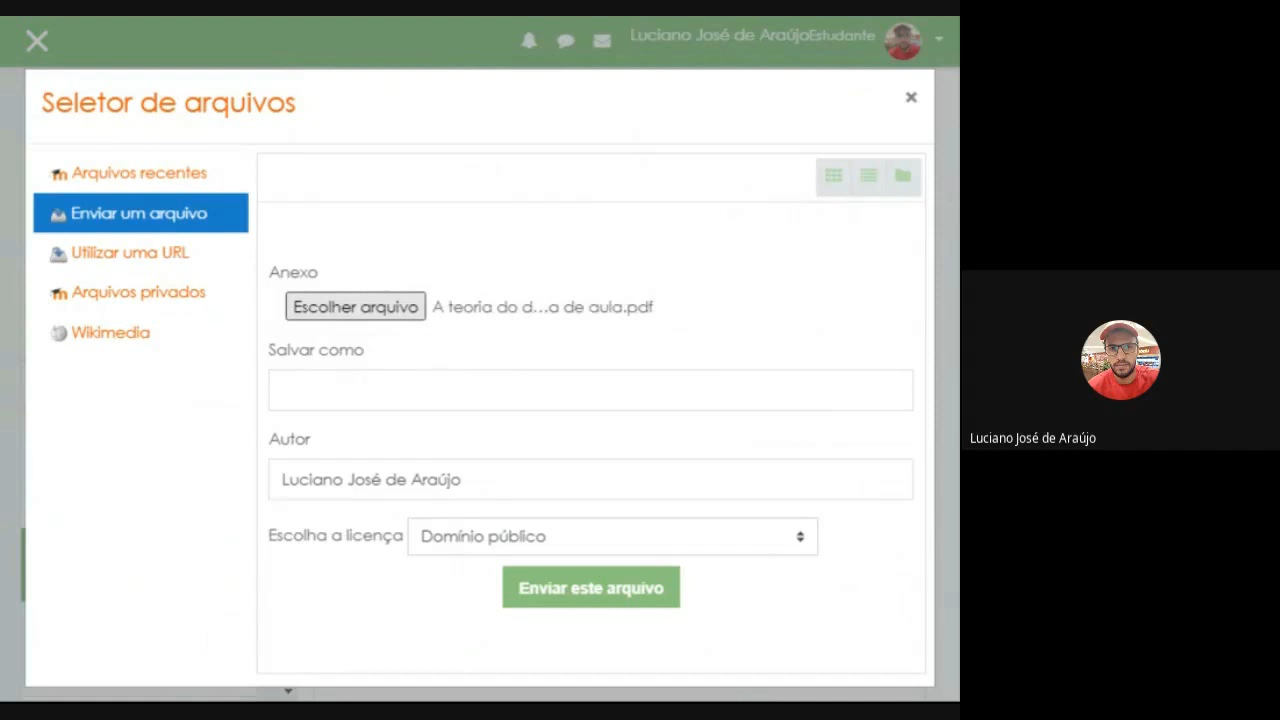 Luciano José de AraújoEstudante
Seletor de arquivos
Arquivos recentes
Enviar um arquivo
Utilizar uma URL
Arquivos privados
Wikimedia
Anexo
Escolher arquivo A teoria do d...a de aula.pdf
Salvar como
Autor
Luciano José de Araújo
Escolha a licença Domínio público
Enviar este arquivo
Luciano José de Araújo